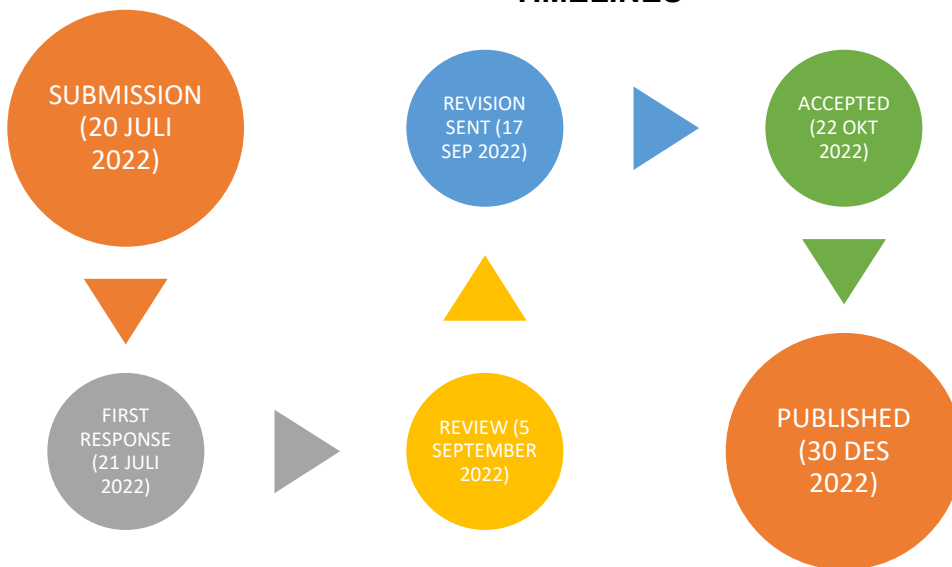 TIMELINES
SUBMISSION
(20 JULI
2022)
FIRST
RESPONSE
(21 JULI
2022)
REVIEW (5
SEPTEMBER
2022)
REVISION
SENT (17
SEP 2022)
ACCEPTED
(22 OKT
2022)
PUBLISHED
(30 DES
2022)